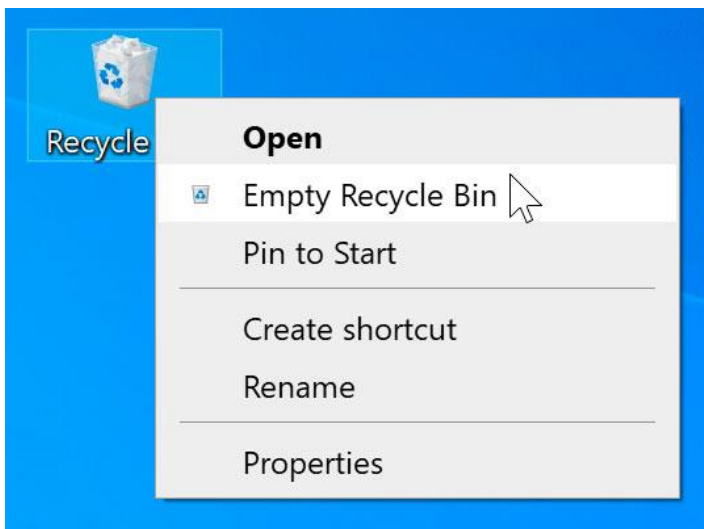 Recycle
Open
Empty Recycle Bin
Pin to Start
Create shortcut
Rename
Properties